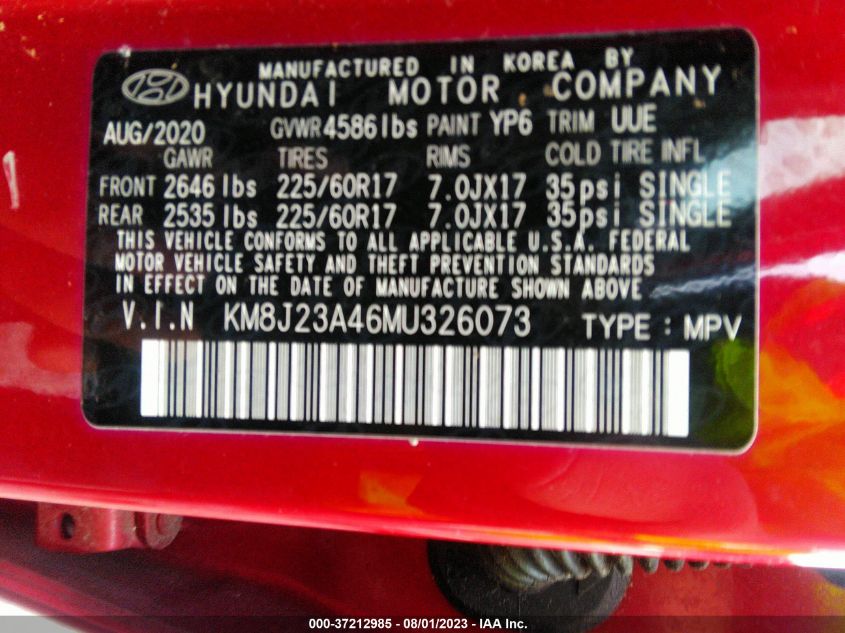 MANUFACTURED IN KOREA BY
HYUNDAI MOTOR COMPANY
AUG/2020 GVWR 4586 lbs PAINT YP6 TRIM UUE
GAWR TIRES RIMS COLD TIRE INFL
FRONT 2646 lbs 225/60R17 7.0JX17 35psi SINGLE
REAR 2535 lbs 225/60R17 7.0JX17 35psi SINGLE
THIS VEHICLE CONFORMS TO ALL APPLICABLE U.S.A. FEDERAL
MOTOR VEHICLE SAFETY AND THEFT PREVENTION STANDARDS
IN EFFECT ON THE DATE OF MANUFACTURE SHOWN ABOVE
V.I.N KM8J23A46MU326073 TYPE:MPV
000-37212985 - 08/01/2023 - IAA Inc.